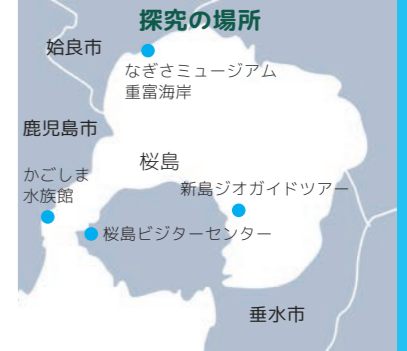 探究の場所
姶良市
なぎさミュージアム
重富海岸
鹿児島市
桜島
かごしま
水族館
新島ジオガイドツアー
桜島ビジターセンター
垂水市